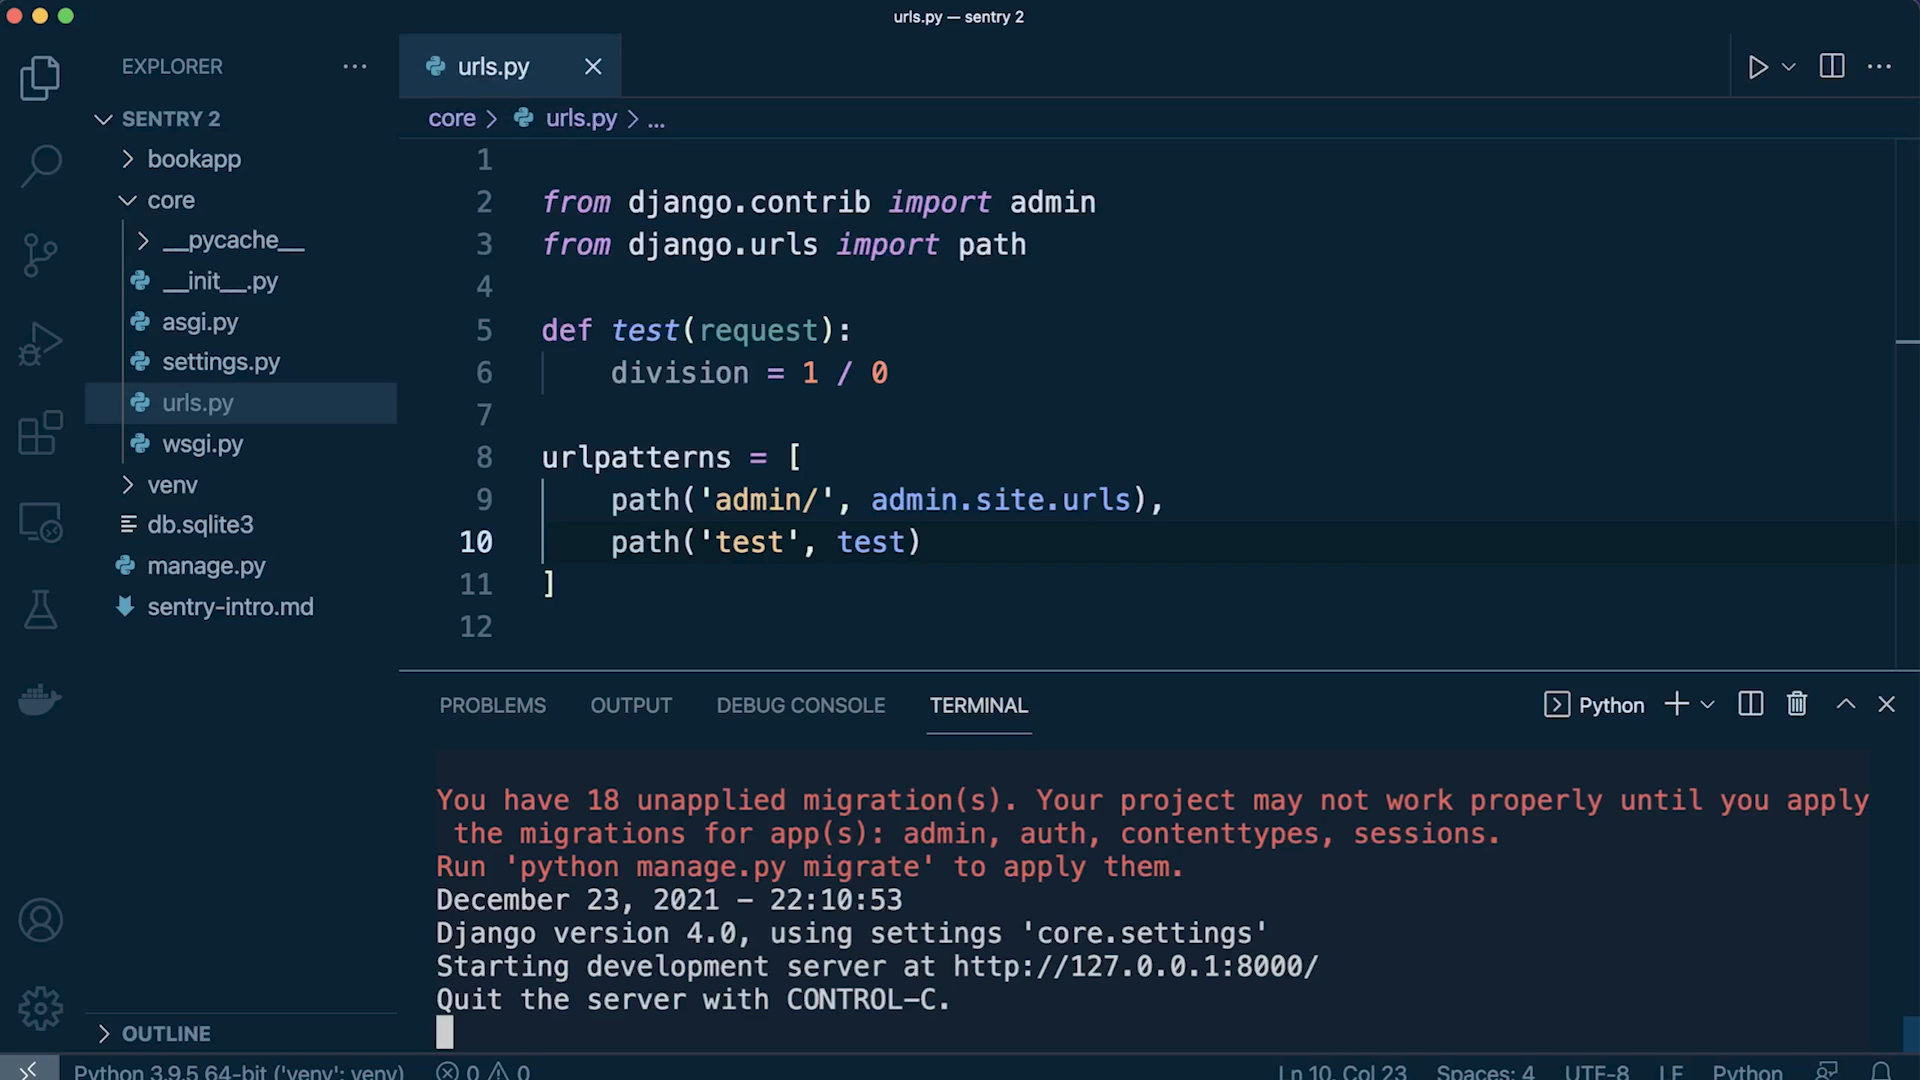 urls.py — sentry 2
EXPLORER
urls.py
SENTRY 2
core > urls.py > ...
bookapp
core
__pycache__
__init__.py
asgi.py
settings.py
urls.py
wsgi.py
venv
db.sqlite3
manage.py
sentry-intro.md
OUTLINE
1
2 from django.contrib import admin
3 from django.urls import path
4
5 def test(request):
6 division = 1 / 0
7
8 urlpatterns = [
9 path('admin/', admin.site.urls),
10 path('test', test)
11 ]
12
PROBLEMS OUTPUT DEBUG CONSOLE TERMINAL Python
You have 18 unapplied migration(s). Your project may not work properly until you apply
the migrations for app(s): admin, auth, contenttypes, sessions.
Run 'python manage.py migrate' to apply them.
December 23, 2021 - 22:10:53
Django version 4.0, using settings 'core.settings'
Starting development server at http://127.0.0.1:8000/
Quit the server with CONTROL-C.
Python 3.9.5 64-bit ('venv': venv) 0 0 Ln 10, Col 23 Spaces: 4 UTF-8 LF Python